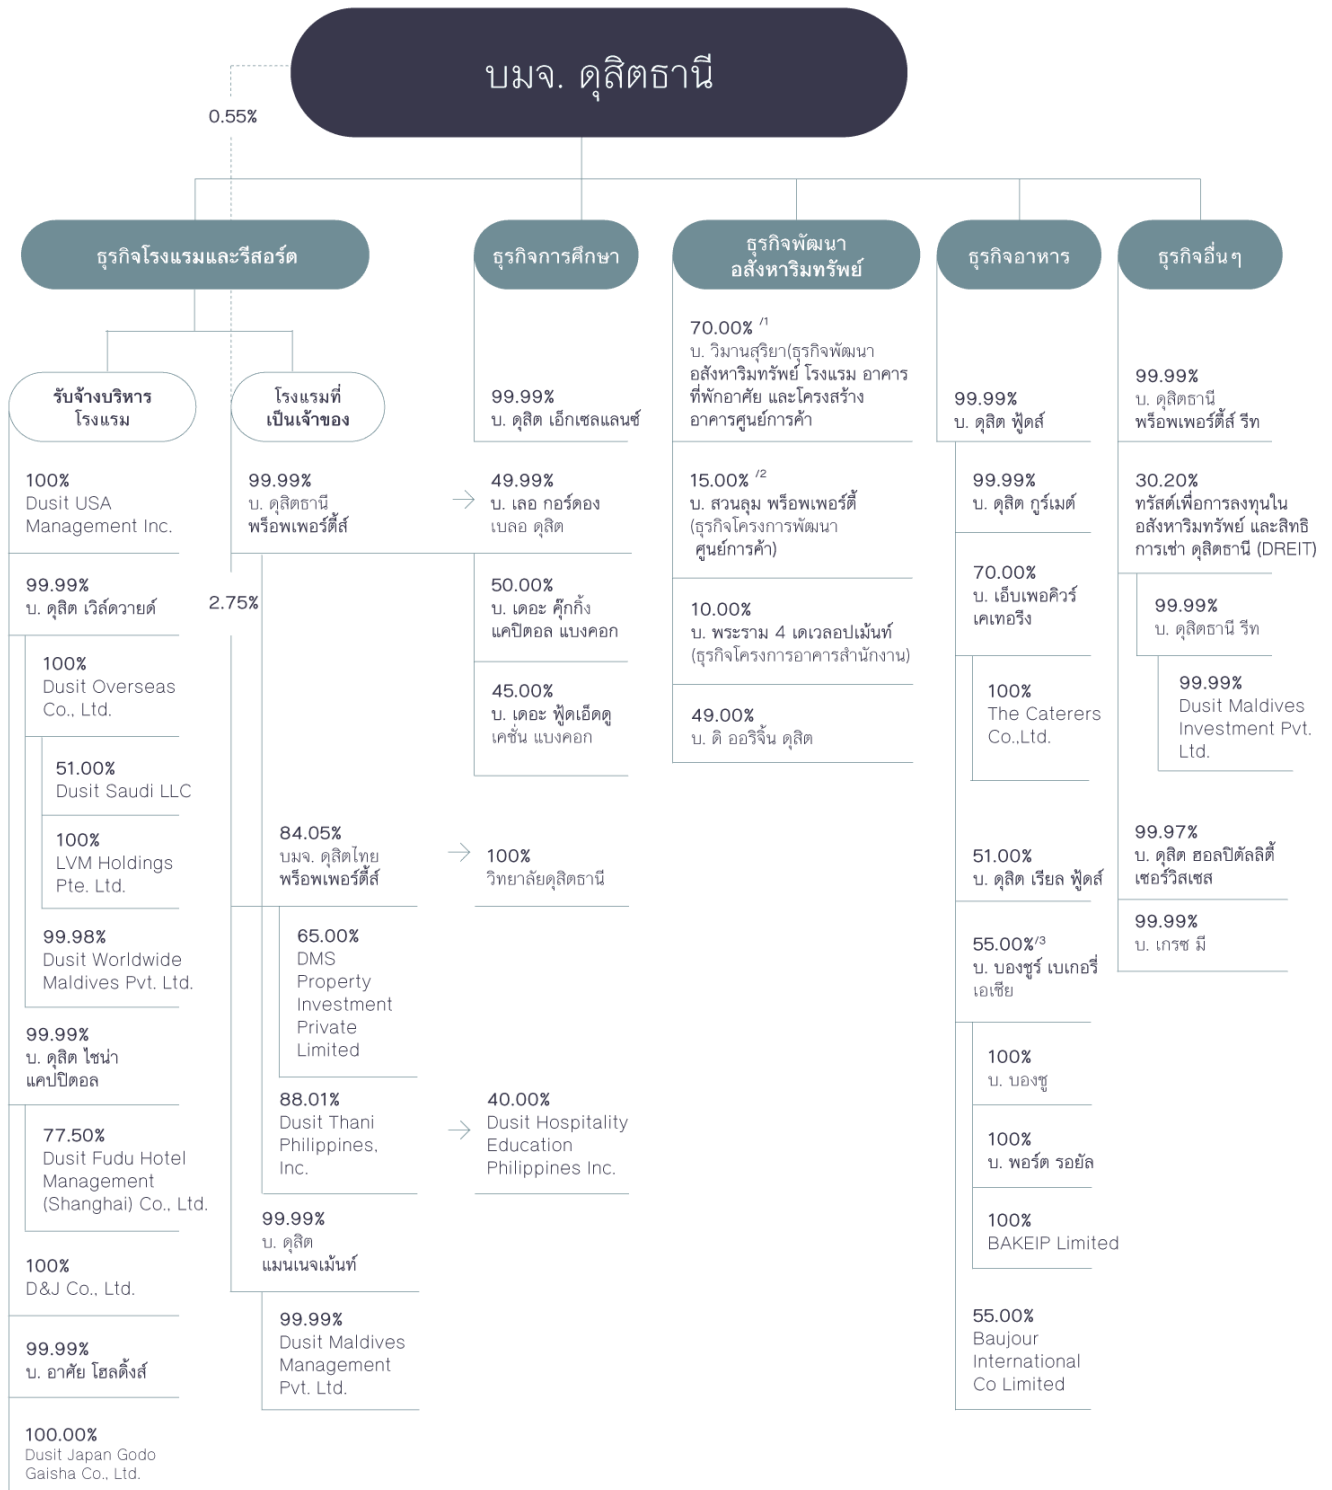 บมจ. ดุสิตธานี
0.55%
ธุรกิจโรงแรมและรีสอร์ต
รับจ้างบริหาร
โรงแรม
100%
Dusit USA
Management Inc.
99.99%
บ. ดุสิต เวิล์ดวายด์
100%
Dusit Overseas
Co., Ltd.
51.00%
Dusit Saudi LLC
100%
LVM Holdings
Pte. Ltd.
99.98%
Dusit Worldwide
Maldives Pvt. Ltd.
99.99%
บ. ดุสิต ไชน่า
แคปปิตอล
77.50%
Dusit Fudu Hotel
Management
(Shanghai) Co., Ltd.
100%
D&J Co., Ltd.
99.99%
บ. อาศัย โฮลดิ้งส์
100.00%
Dusit Japan Godo
Gaisha Co., Ltd.
โรงแรมที่
เป็นเจ้าของ
99.99%
บ. ดุสิตธานี
พร็อพเพอร์ตี้ส์
2.75%
84.05%
บมจ. ดุสิตไทย
พร็อพเพอร์ตี้ส์
65.00%
DMS
Property
Investment
Private
Limited
88.01%
Dusit Thani
Philippines,
Inc.
99.99%
บ. ดุสิต
แมนเนจเม้นท์
99.99%
Dusit Maldives
Management
Pvt. Ltd.
ธุรกิจการศึกษา
99.99%
บ. ดุสิต เอ็กเซลแลนซ์
49.99%
บ. เลอ กอร์ดอง
เบลอ ดุสิต
50.00%
บ. เดอะ คุ๊กกิ้ง
แคปิตอล แบงคอก
45.00%
บ. เดอะ ฟู้ดเอ็ดดู
เคชั่น แบงคอก
100%
วิทยาลัยดุสิตธานี
40.00%
Dusit Hospitality
Education
Philippines Inc.
ธุรกิจพัฒนา
อสังหาริมทรัพย์
70.00% /1
บ. วิมานสุริยา(ธุรกิจพัฒนา
อสังหาริมทรัพย์ โรงแรม อาคาร
ที่พักอาศัย และโครงสร้าง
อาคารศูนย์การค้า
15.00% /2
บ. สวนลุม พร็อพเพอร์ตี้
(ธุรกิจโครงการพัฒนา
ศูนย์การค้า)
10.00%
บ. พระราม 4 เดเวลอปเม้นท์
(ธุรกิจโครงการอาคารสำนักงาน)
49.00%
บ. ดิ ออริจิ้น ดุสิต
ธุรกิจอาหาร
99.99%
บ. ดุสิต ฟู้ดส์
99.99%
บ. ดุสิต กูร์เมต์
70.00%
บ. เอ็บเพอคิวร์
เคเทอริง
100%
The Caterers
Co.,Ltd.
51.00%
บ. ดุสิต เรียล ฟู้ดส์
55.00%/3
บ. บองชูร์ เบเกอรี่
เอเชีย
100%
บ. บองชู
100%
บ. พอร์ต รอยัล
100%
BAKEIP Limited
55.00%
Baujour
International
Co Limited
ธุรกิจอื่นๆ
99.99%
บ. ดุสิตธานี
พร็อพเพอร์ตี้ส์ รีท
30.20%
ทรัสต์เพื่อการลงทุนใน
อสังหาริมทรัพย์ และสิทธิ
การเช่า ดุสิตธานี (DREIT)
99.99%
บ. ดุสิตธานี รีท
99.99%
Dusit Maldives
Investment Pvt.
Ltd.
99.97%
บ. ดุสิต ฮอลปิตัลลิตี้
เซอร์วิสเซส
99.99%
บ. เกรซ มี